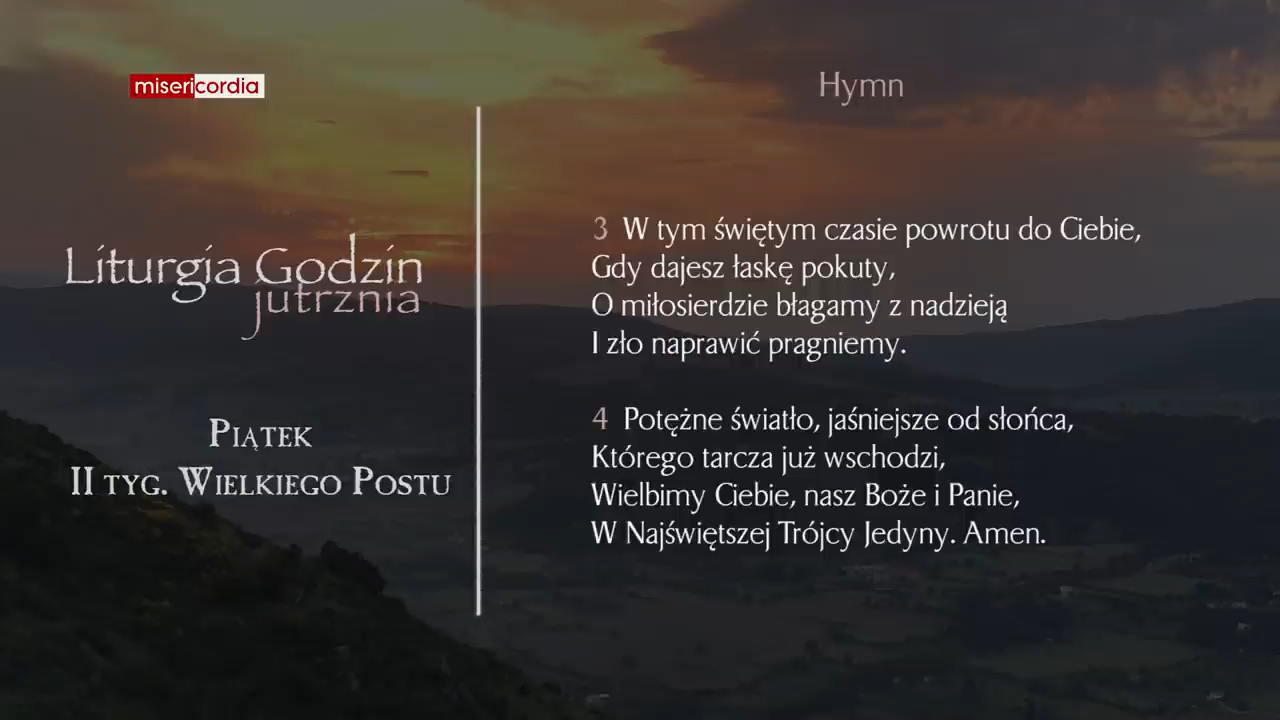 misericordia
Hymn
Liturgia Godzin
jutrznia
Piątek
II tyg. Wielkiego Postu
3 W tym świętym czasie powrotu do Ciebie,
Gdy dajesz łaskę pokuty,
O miłosierdzie błagamy z nadzieją
I zło naprawić pragniemy.
4 Potężne światło, jaśniejsze od słońca,
Którego tarcza już wschodzi,
Wielbimy Ciebie, nasz Boże i Panie,
W Najświętszej Trójcy Jedyny. Amen.